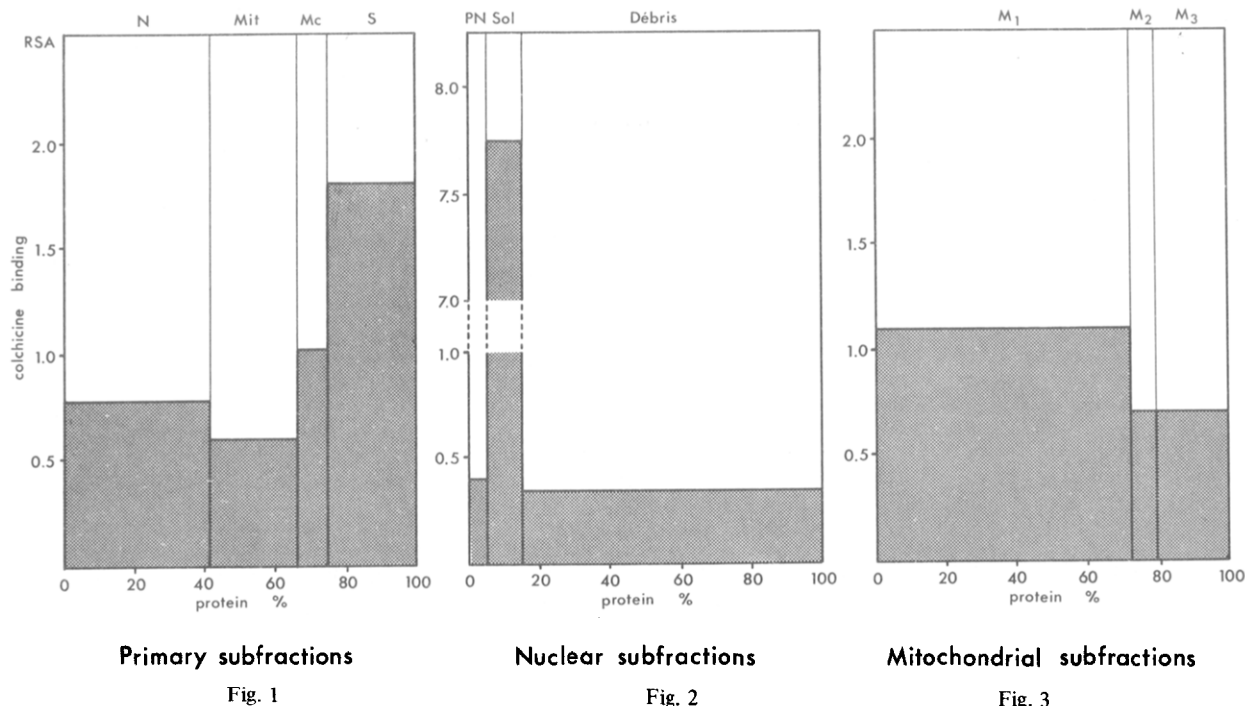 N Mit Mc S
RSA
2.0
1.5
1.0
0.5
colchicine binding
0 20 40 60 80 100
protein %
Primary subfractions
Fig. 1
PN Sol Débris
8.0
7.5
7.0
1.0
0.5
0 20 40 60 80 100
protein %
Nuclear subfractions
Fig. 2
M₁ M₂ M₃
2.0
1.5
1.0
0.5
0 20 40 60 80 100
protein %
Mitochondrial subfractions
Fig. 3